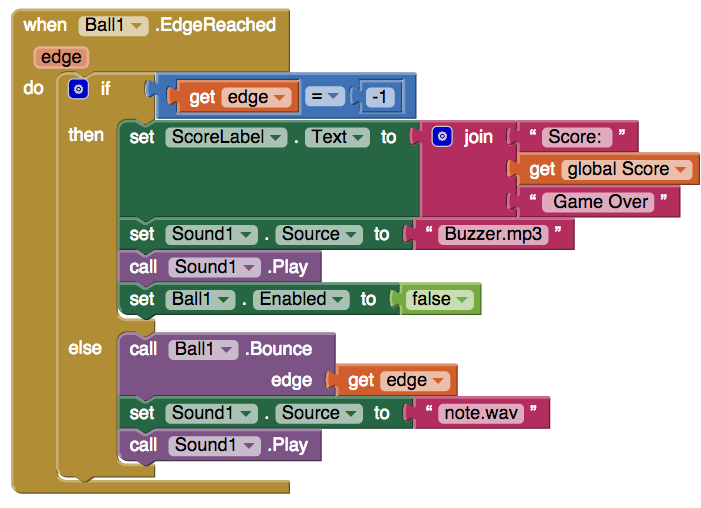 when Ball1 .EdgeReached
edge
do if get edge = -1
then set ScoreLabel . Text to join " Score: "
get global Score
" Game Over "
set Sound1 . Source to " Buzzer.mp3 "
call Sound1 .Play
set Ball1 . Enabled to false
else call Ball1 .Bounce
edge get edge
set Sound1 . Source to " note.wav "
call Sound1 .Play